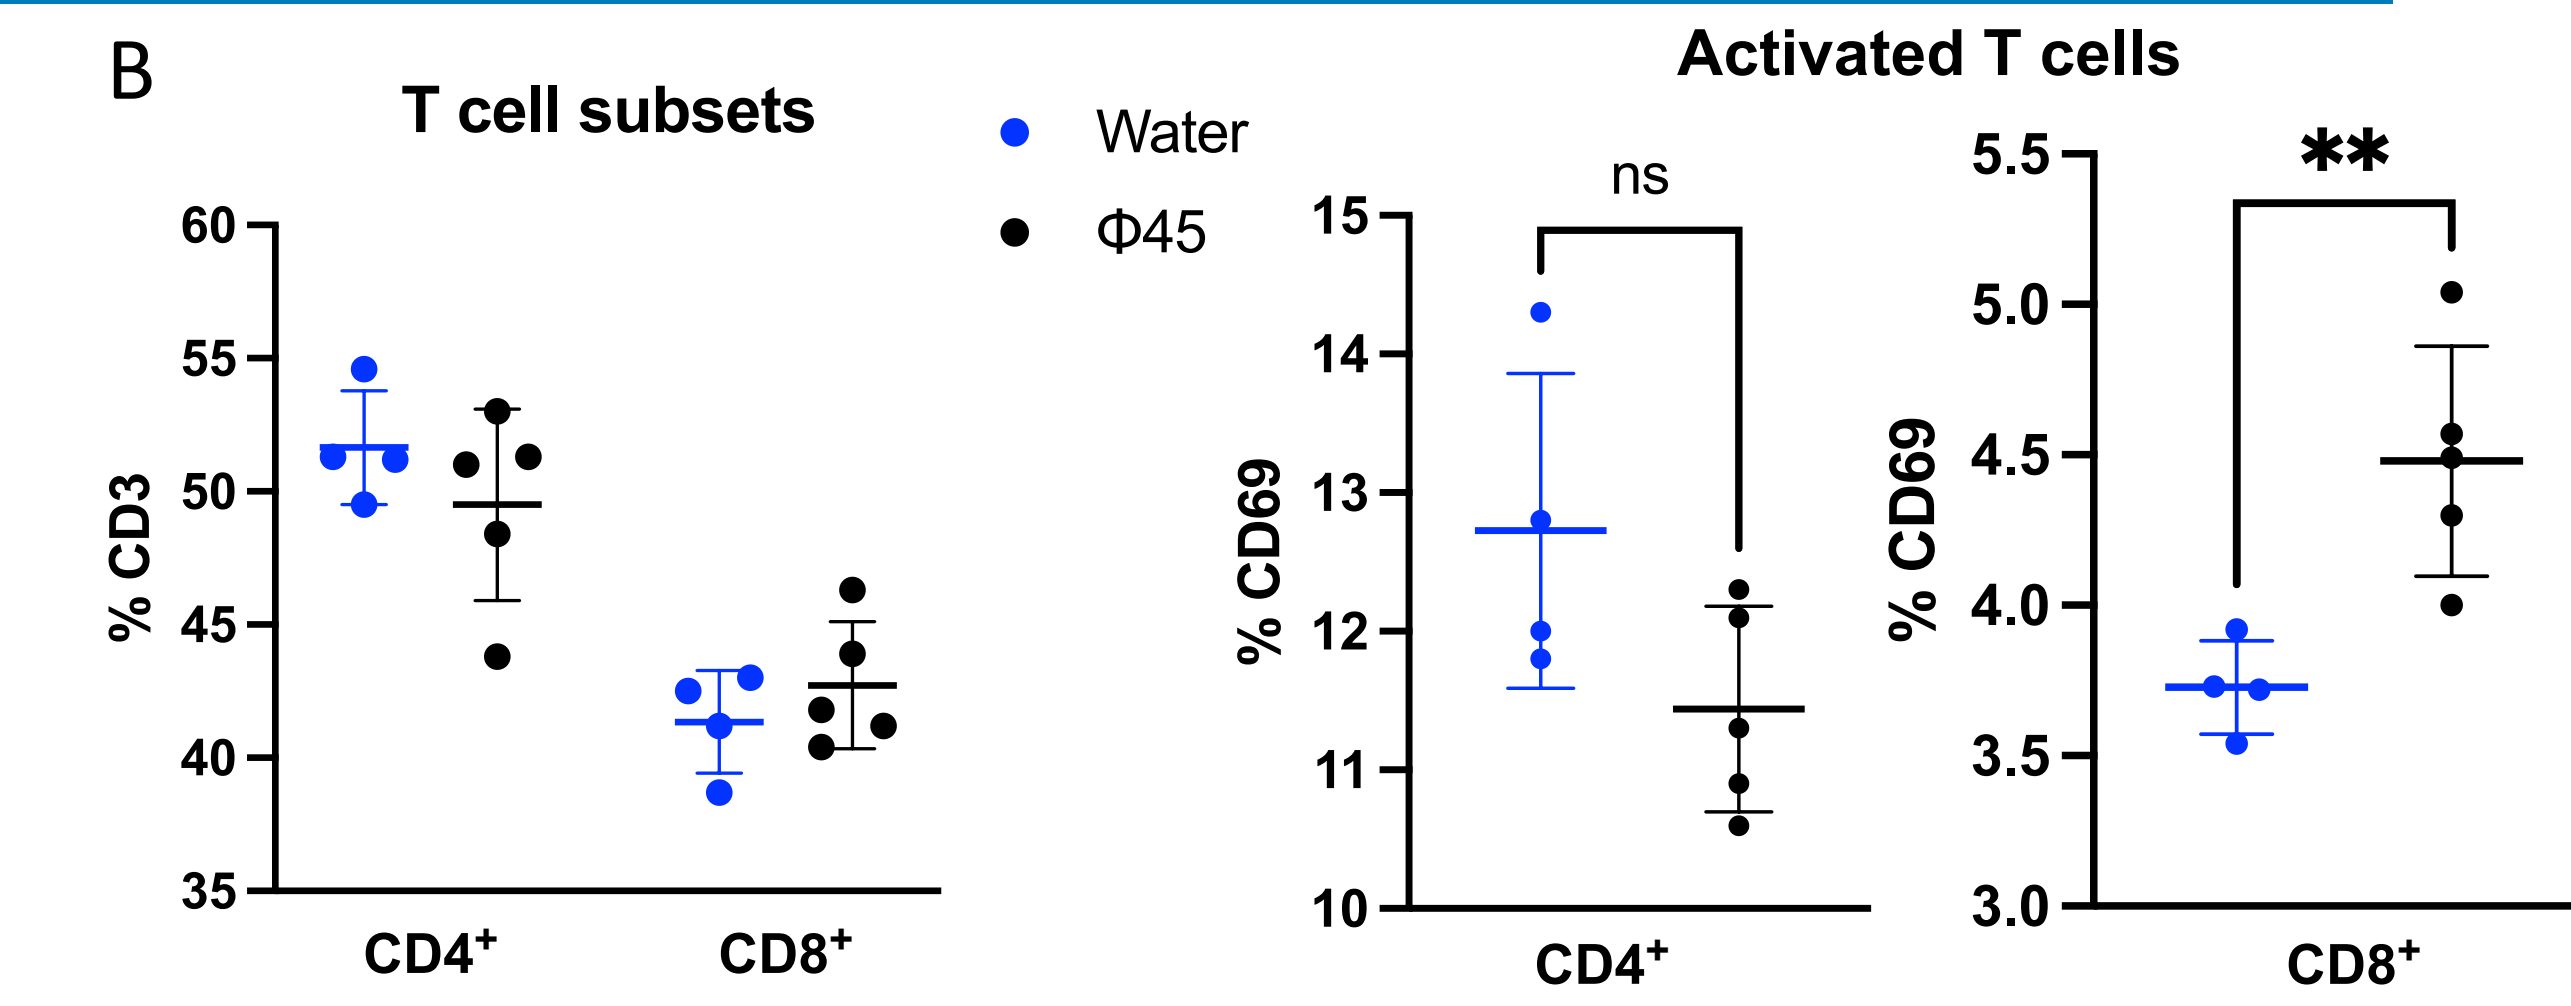 B
T cell subsets
Water
Φ45
% CD3
60
55
50
45
40
35
CD4⁺
CD8⁺
Activated T cells
ns
% CD69
15
14
13
12
11
10
CD4⁺
**
% CD69
5.5
5.0
4.5
4.0
3.5
3.0
CD8⁺